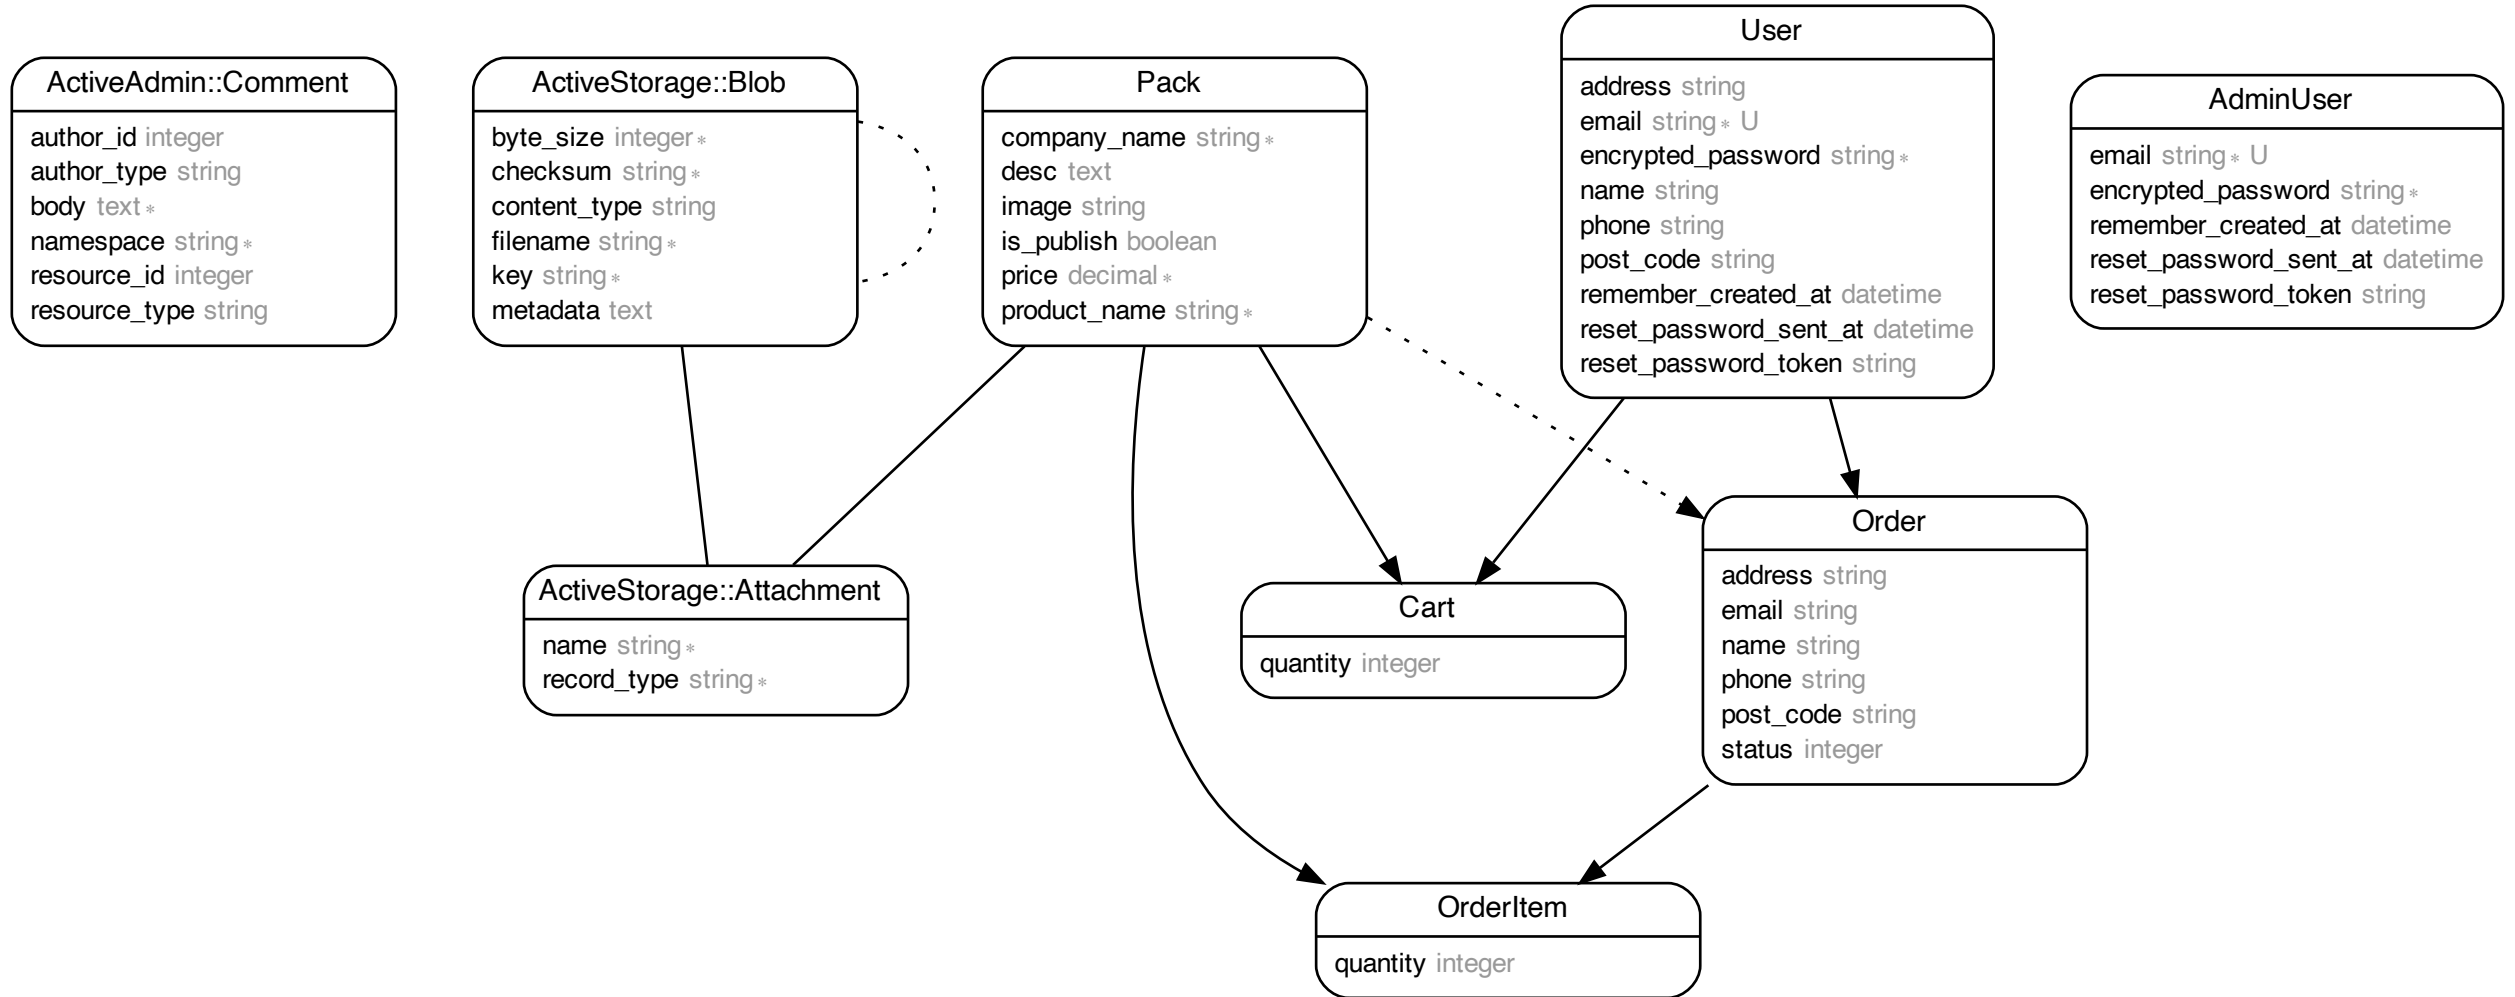 ActiveAdmin::Comment
author_id integer
author_type string
body text *
namespace string *
resource_id integer
resource_type string
ActiveStorage::Blob
byte_size integer *
checksum string *
content_type string
filename string *
key string *
metadata text
Pack
company_name string *
desc text
image string
is_publish boolean
price decimal *
product_name string *
User
address string
email string * U
encrypted_password string *
name string
phone string
post_code string
remember_created_at datetime
reset_password_sent_at datetime
reset_password_token string
AdminUser
email string * U
encrypted_password string *
remember_created_at datetime
reset_password_sent_at datetime
reset_password_token string
ActiveStorage::Attachment
name string *
record_type string *
Cart
quantity integer
Order
address string
email string
name string
phone string
post_code string
status integer
OrderItem
quantity integer